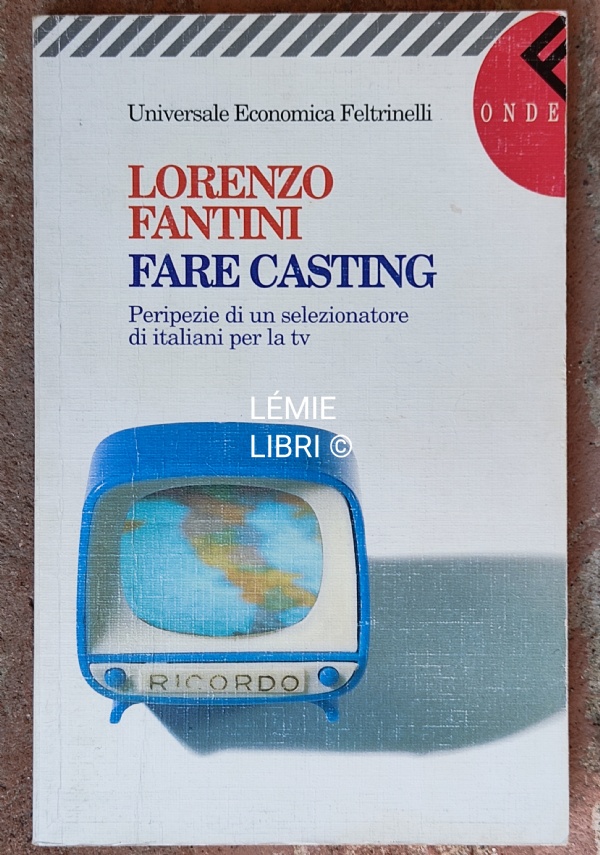 Universale Economica Feltrinelli
ONDE
LORENZO
FANTINI
FARE CASTING
Peripezie di un selezionatore
di italiani per la tv
LÉMIE
LIBRI ©
RICORDO